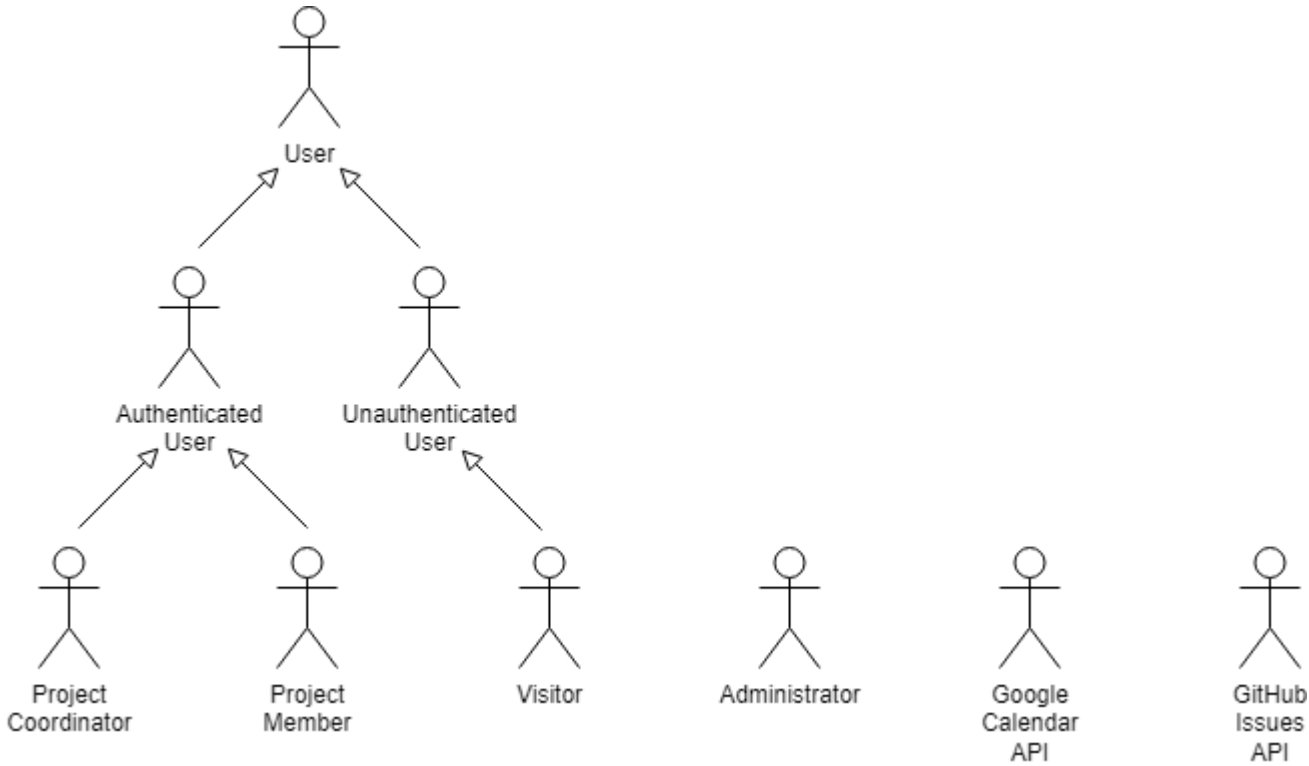 User
Authenticated
User
Unauthenticated
User
Project
Coordinator
Project
Member
Visitor
Administrator
Google
Calendar
API
GitHub
Issues
API